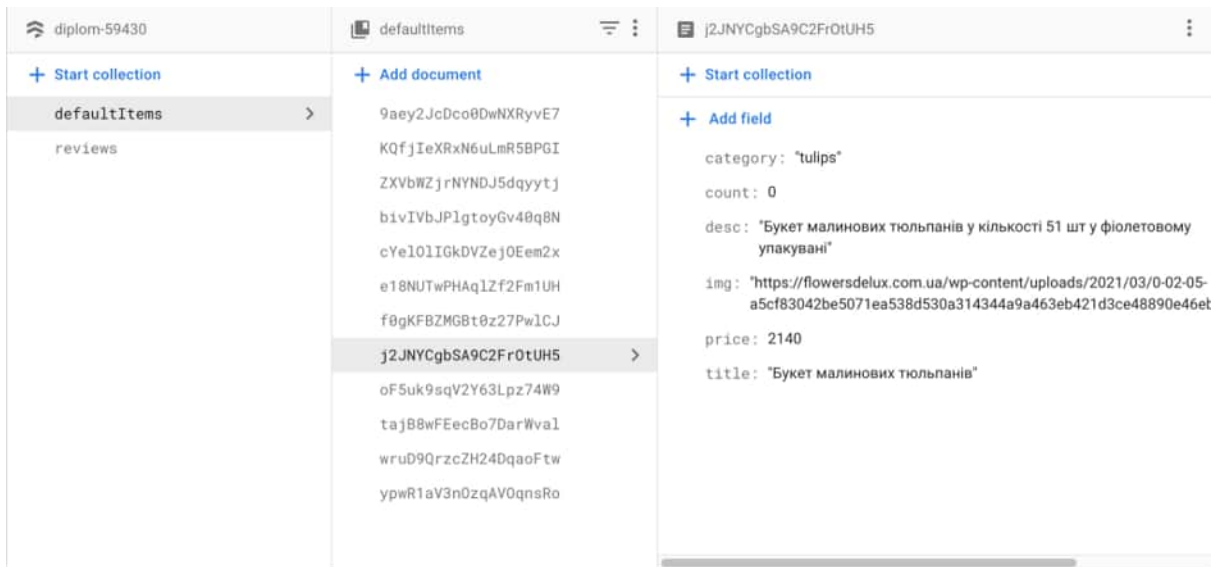 diplom-59430
Start collection
defaultItems
reviews
defaultItems
Add document
9aey2JcDco0DwNXRyvE7
KQfjIeXRxN6uLmR5BPGI
ZXVbWZjrNYNDJ5dqyytj
bivIVbJPlgtoyGv40q8N
cYelOlIGkDVZejOEem2x
e18NUTwPHAqlZf2Fm1UH
f0gKFBZMGBt0z27PwlCJ
j2JNYCgbSA9C2FrOtUH5
oF5uk9sqV2Y63Lpz74W9
tajB8wFEecBo7DarWval
wruD9QrzcZH24DqaoFtw
ypwR1aV3nOzqAVOqnsRo
j2JNYCgbSA9C2FrOtUH5
Start collection
Add field
category: "tulips"
count: 0
desc: "Букет малинових тюльпанів у кількості 51 шт у фіолетовому
упакувані"
img: "https://flowersdelux.com.ua/wp-content/uploads/2021/03/0-02-05-
a5cf83042be5071ea538d530a314344a9a463eb421d3ce48890e46eb
price: 2140
title: "Букет малинових тюльпанів"